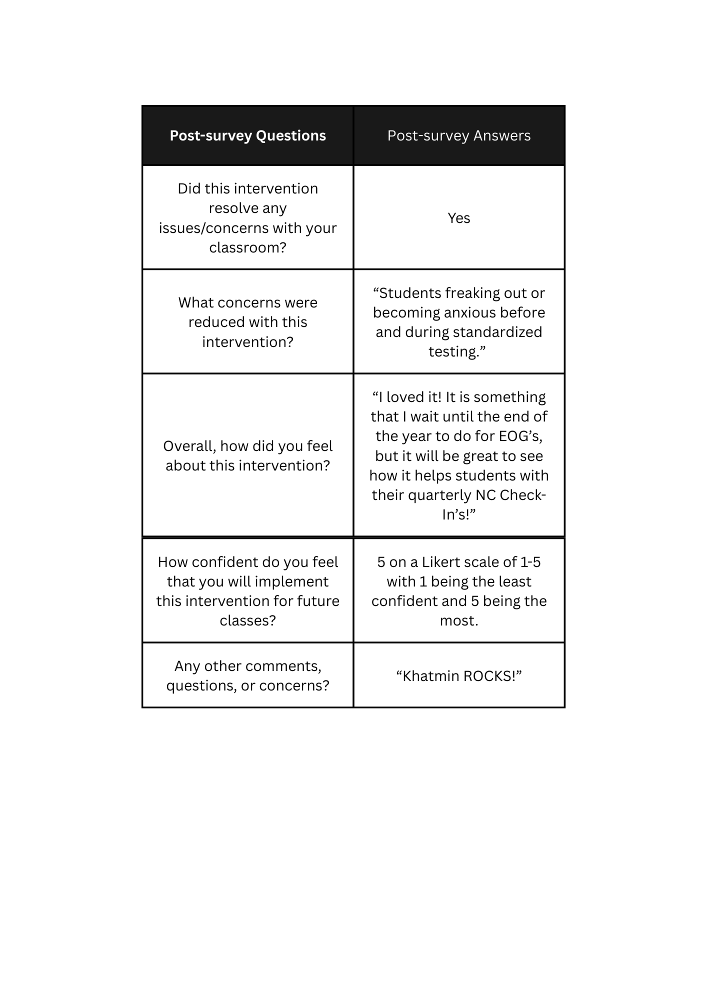 Post-survey Questions
Post-survey Answers
Did this intervention
resolve any
issues/concerns with your
classroom?
Yes
What concerns were
reduced with this
intervention?
“Students freaking out or
becoming anxious before
and during standardized
testing.”
Overall, how did you feel
about this intervention?
“I loved it! It is something
that I wait until the end of
the year to do for EOG’s,
but it will be great to see
how it helps students with
their quarterly NC Check-
In’s!”
How confident do you feel
that you will implement
this intervention for future
classes?
5 on a Likert scale of 1-5
with 1 being the least
confident and 5 being the
most.
Any other comments,
questions, or concerns?
“Khatmin ROCKS!”